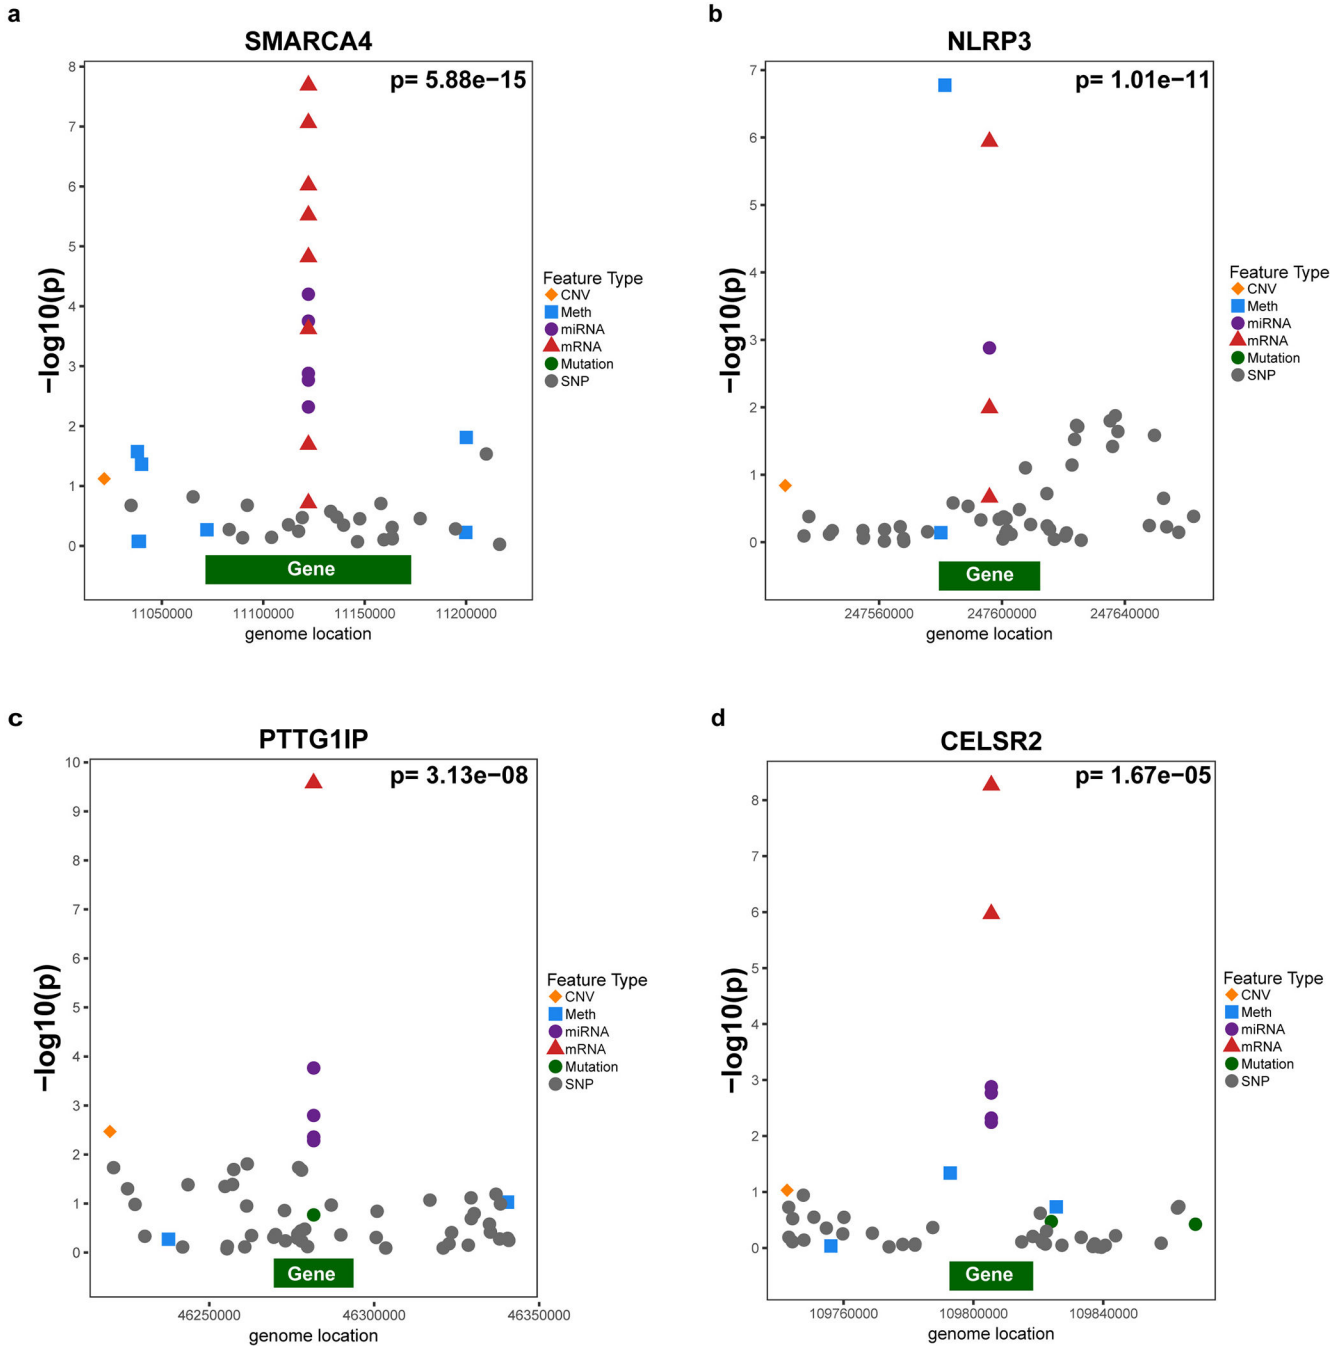 a
SMARCA4
p= 5.88e−15
8
7
6
5
4
3
2
1
0
−log10(p)
Gene
11050000 11100000 11150000 11200000
genome location
Feature Type
CNV
Meth
miRNA
mRNA
Mutation
SNP
b
NLRP3
p= 1.01e−11
7
6
5
4
3
2
1
0
−log10(p)
Gene
247560000 247600000 247640000
genome location
Feature Type
CNV
Meth
miRNA
mRNA
Mutation
SNP
c
PTTG1IP
p= 3.13e−08
10
9
8
7
6
5
4
3
2
1
0
−log10(p)
Gene
46250000 46300000 46350000
genome location
Feature Type
CNV
Meth
miRNA
mRNA
Mutation
SNP
d
CELSR2
p= 1.67e−05
8
7
6
5
4
3
2
1
0
−log10(p)
Gene
109760000 109800000 109840000
genome location
Feature Type
CNV
Meth
miRNA
mRNA
Mutation
SNP